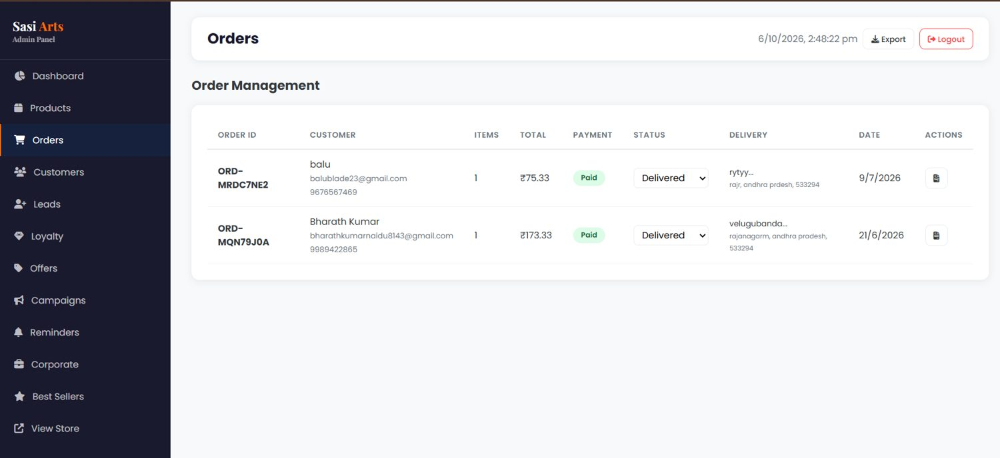 Sasi Arts
Admin Panel
Dashboard
Products
Orders
Customers
Leads
Loyalty
Offers
Campaigns
Reminders
Corporate
Best Sellers
View Store
Orders
6/10/2026, 2:48:22 pm
Export
Logout
Order Management
ORDER ID CUSTOMER ITEMS TOTAL PAYMENT STATUS DELIVERY DATE ACTIONS
ORD-
MRDC7NE2
balu
balublade23@gmail.com
9676567469
1
₹75.33
Paid
Delivered
rytyy...
rajr, andhra prdesh, 533294
9/7/2026
ORD-
MQN79J0A
Bharath Kumar
bharathkumarnaidu8143@gmail.com
9989422865
1
₹173.33
Paid
Delivered
velugubanda...
rajanagarm, andhra pradesh,
533294
21/6/2026